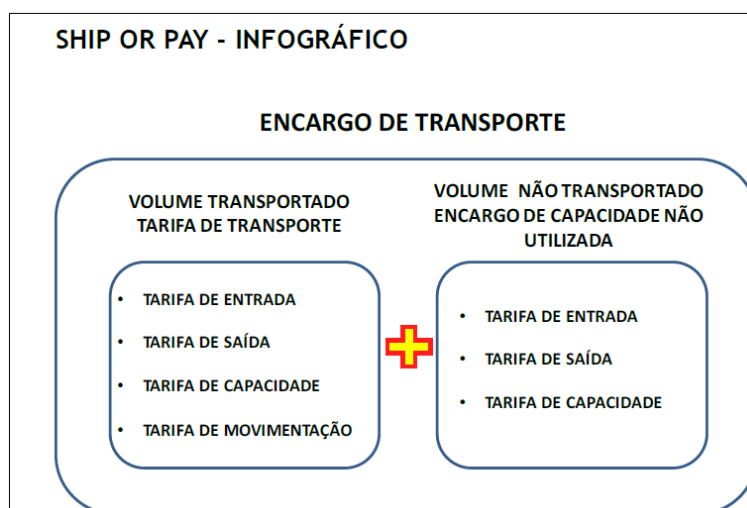 SHIP OR PAY - INFOGRÁFICO
ENCARGO DE TRANSPORTE
VOLUME TRANSPORTADO
TARIFA DE TRANSPORTE
• TARIFA DE ENTRADA
• TARIFA DE SAÍDA
• TARIFA DE CAPACIDADE
• TARIFA DE MOVIMENTAÇÃO
VOLUME NÃO TRANSPORTADO
ENCARGO DE CAPACIDADE NÃO
UTILIZADA
• TARIFA DE ENTRADA
• TARIFA DE SAÍDA
• TARIFA DE CAPACIDADE